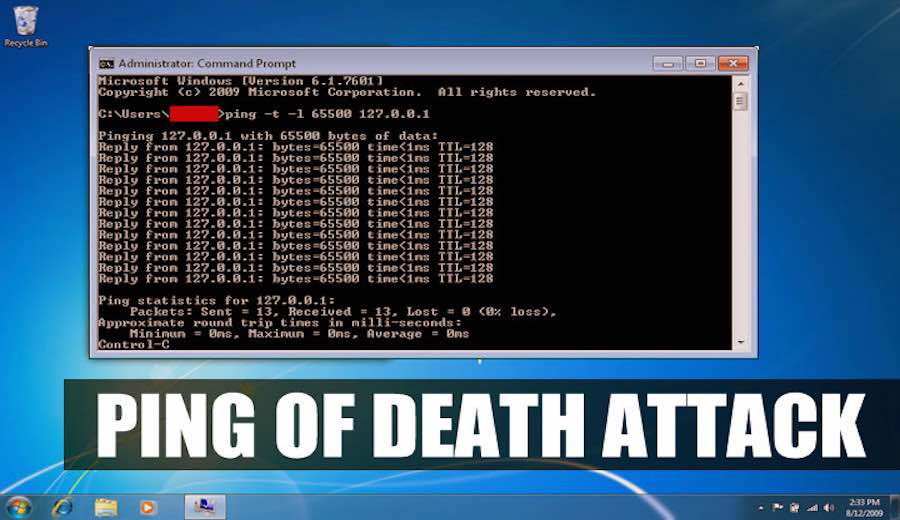 Recycle Bin
Administrator: Command Prompt
Microsoft Windows [Version 6.1.7601]
Copyright (c) 2009 Microsoft Corporation.  All rights reserved.
C:\Users\ >ping -t -l 65500 127.0.0.1
Pinging 127.0.0.1 with 65500 bytes of data:
Reply from 127.0.0.1: bytes=65500 time<1ms TTL=128
Reply from 127.0.0.1: bytes=65500 time<1ms TTL=128
Reply from 127.0.0.1: bytes=65500 time<1ms TTL=128
Reply from 127.0.0.1: bytes=65500 time<1ms TTL=128
Reply from 127.0.0.1: bytes=65500 time<1ms TTL=128
Reply from 127.0.0.1: bytes=65500 time<1ms TTL=128
Reply from 127.0.0.1: bytes=65500 time<1ms TTL=128
Reply from 127.0.0.1: bytes=65500 time<1ms TTL=128
Reply from 127.0.0.1: bytes=65500 time<1ms TTL=128
Reply from 127.0.0.1: bytes=65500 time<1ms TTL=128
Reply from 127.0.0.1: bytes=65500 time<1ms TTL=128
Reply from 127.0.0.1: bytes=65500 time<1ms TTL=128
Reply from 127.0.0.1: bytes=65500 time<1ms TTL=128
Ping statistics for 127.0.0.1:
Packets: Sent = 13, Received = 13, Lost = 0 (0% loss),
Approximate round trip times in milli-seconds:
Minimum = 0ms, Maximum = 0ms, Average = 0ms
Control-C
PING OF DEATH ATTACK
2:33 PM
8/12/2009